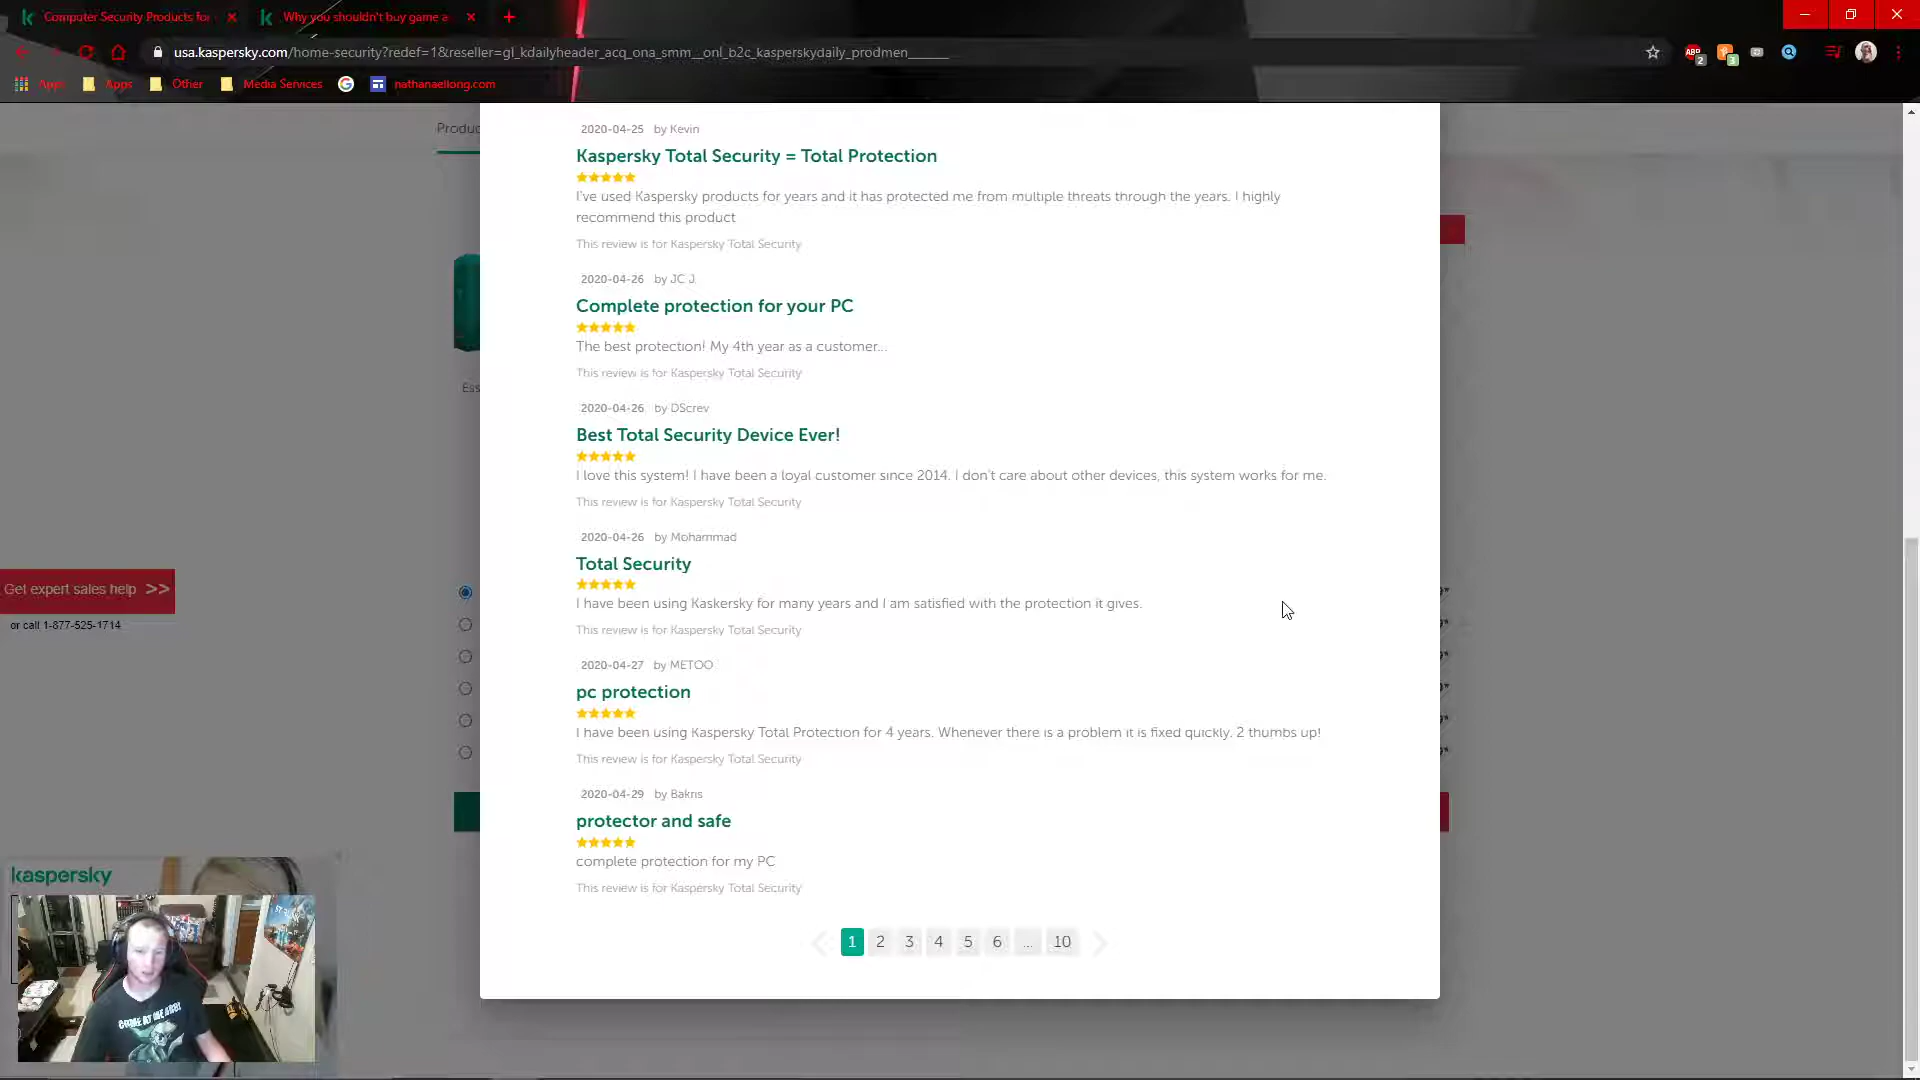 Computer Security Products for
Why you shouldn't buy game a
usa.kaspersky.com/home-security?redef=1&reseller=gl_kdailyheader_acq_ona_smm__onl_b2c_kasperskydaily_prodmen_______
ABP
2
3
Apps
Apps
Other
Media Services
nathanaellong.com
Produc
2020-04-25 by Kevin
Kaspersky Total Security = Total Protection
I've used Kaspersky products for years and it has protected me from multiple threats through the years. I highly
recommend this product
This review is for Kaspersky Total Security
2020-04-26 by JC J.
Complete protection for your PC
The best protection! My 4th year as a customer...
This review is for Kaspersky Total Security
Ess
2020-04-26 by DScrev
Best Total Security Device Ever!
I love this system! I have been a loyal customer since 2014. I don't care about other devices, this system works for me.
This review is for Kaspersky Total Security
2020-04-26 by Mohammad
Total Security
I have been using Kaskersky for many years and I am satisfied with the protection it gives.
This review is for Kaspersky Total Security
Get expert sales help >>
or call 1-877-525-1714
2020-04-27 by METOO
pc protection
I have been using Kaspersky Total Protection for 4 years. Whenever there is a problem it is fixed quickly. 2 thumbs up!
This review is for Kaspersky Total Security
2020-04-29 by Bakris
protector and safe
complete protection for my PC
This review is for Kaspersky Total Security
kaspersky
1 2 3 4 5 6 ... 10
COME AT ME BRO!